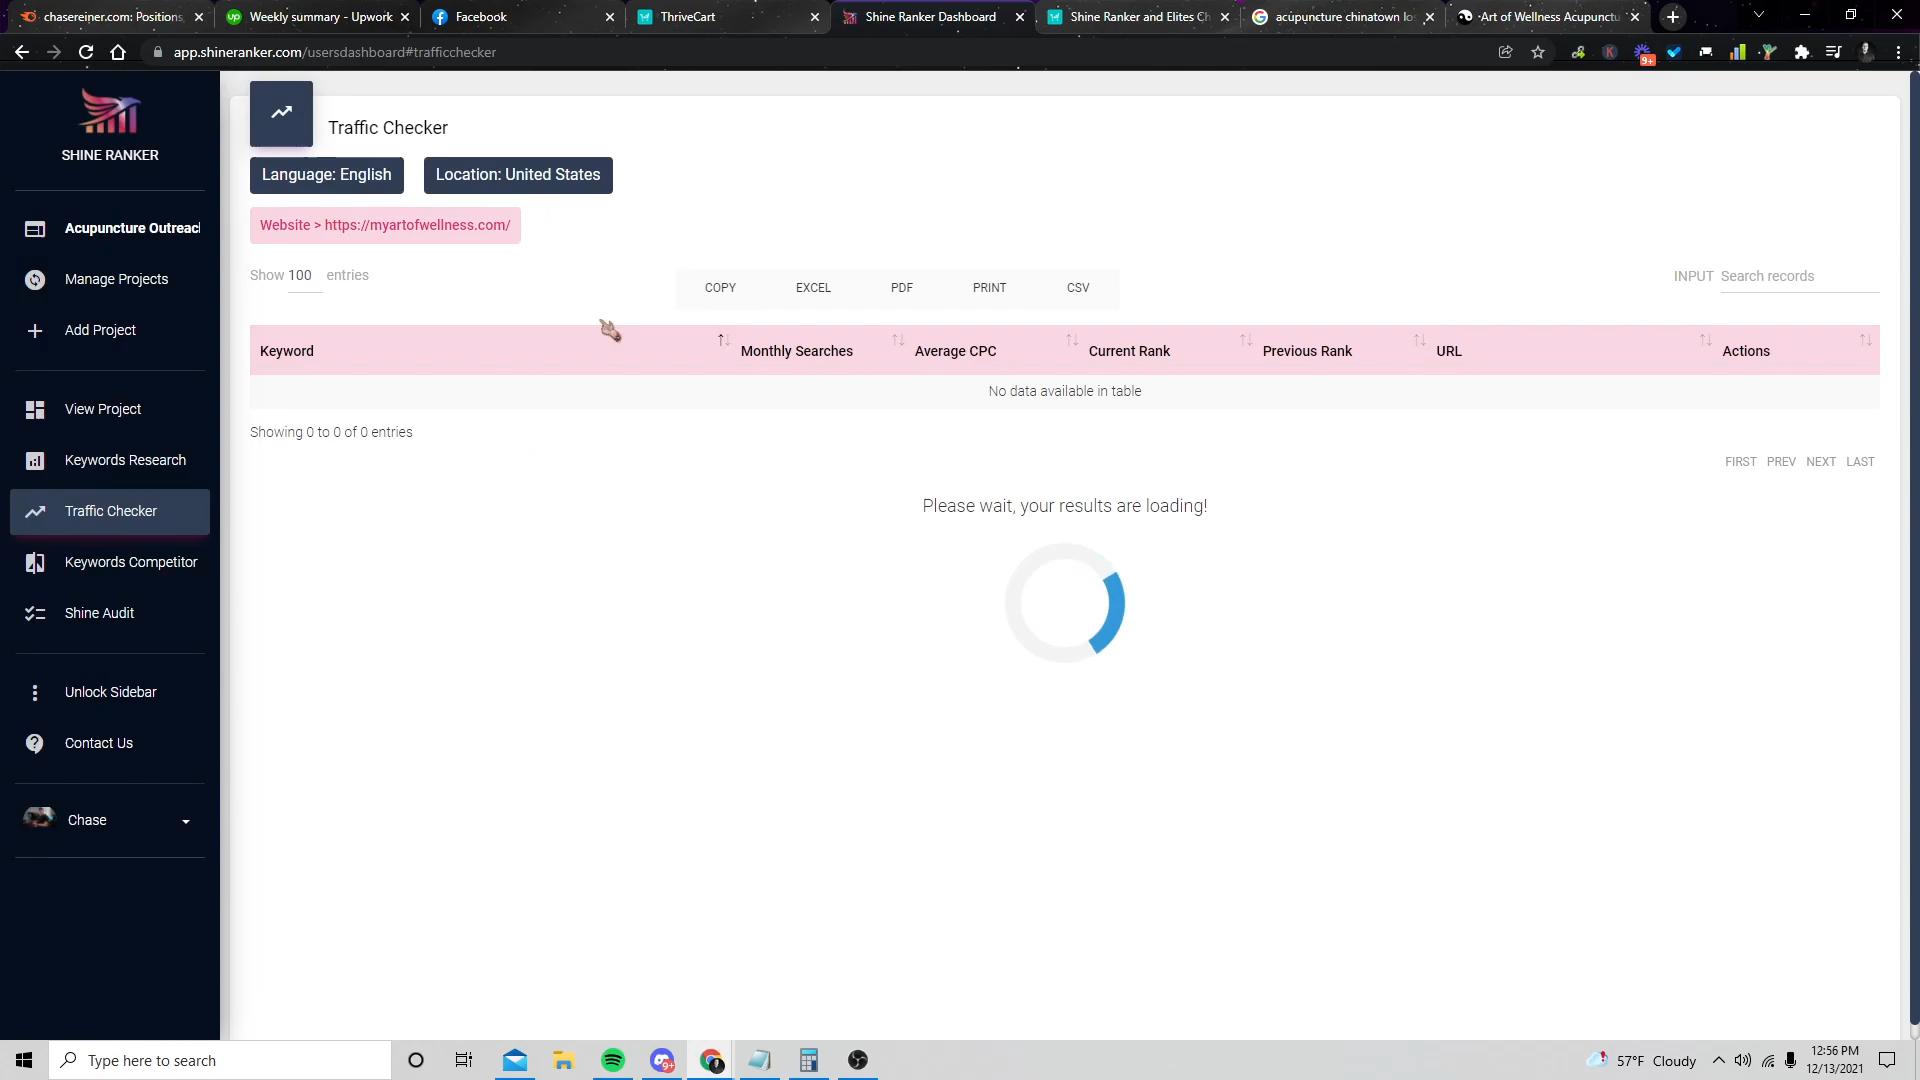 chasereiner.com: Positions,
Weekly summary - Upwork
Facebook
ThriveCart
Shine Ranker Dashboard
Shine Ranker and Elites Ch
acupuncture chinatown lo
Art of Wellness Acupunctu
app.shineranker.com/usersdashboard#trafficchecker
9+
SHINE RANKER
Acupuncture Outreac
Manage Projects
Add Project
View Project
Keywords Research
Traffic Checker
Keywords Competitor
Shine Audit
Unlock Sidebar
Contact Us
Chase
Traffic Checker
Language: English
Location: United States
Website > https://myartofwellness.com/
Show 100 entries
COPY EXCEL PDF PRINT CSV
INPUT Search records
Keyword Monthly Searches Average CPC Current Rank Previous Rank URL Actions
No data available in table
Showing 0 to 0 of 0 entries
FIRST PREV NEXT LAST
Please wait, your results are loading!
Type here to search
9+
57°F Cloudy
12:56 PM
12/13/2021